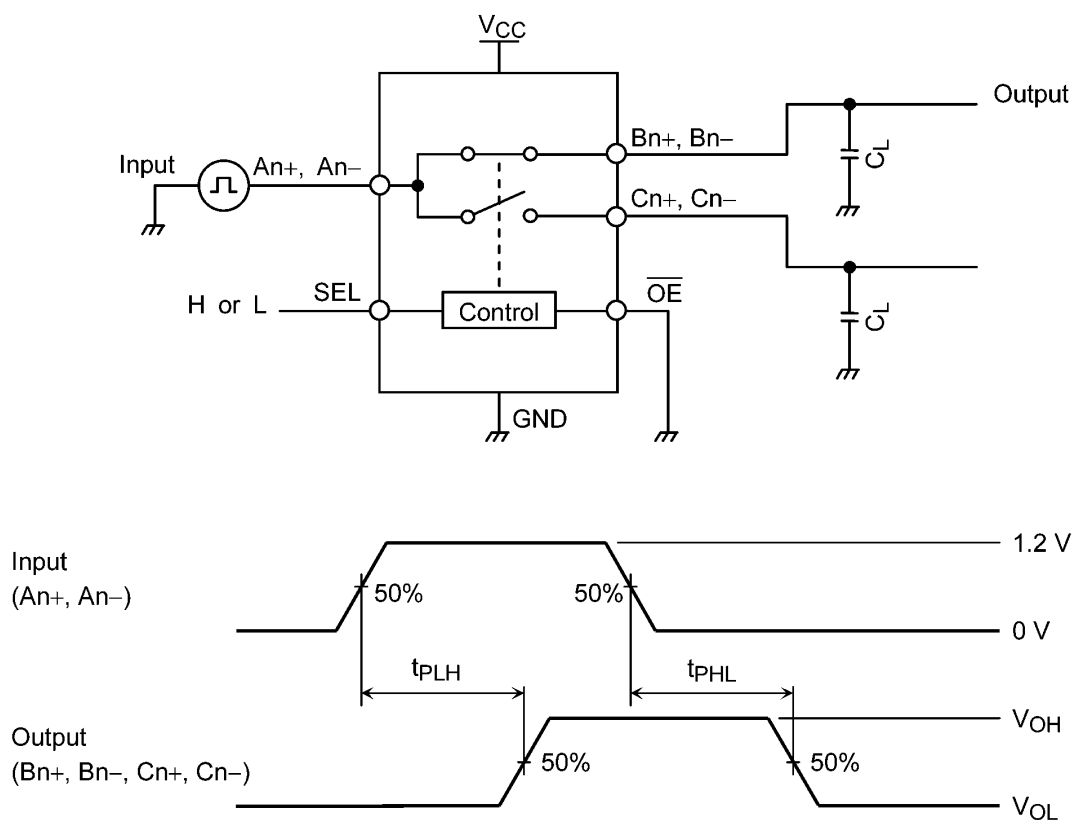 VCC
Output
Bn+, Bn−
Input
An+, An−
CL
Cn+, Cn−
SEL
OE
H or L
Control
CL
GND
1.2 V
Input
(An+, An−)
50%
50%
0 V
tPLH
tPHL
VOH
Output
(Bn+, Bn−, Cn+, Cn−)
50%
50%
VOL